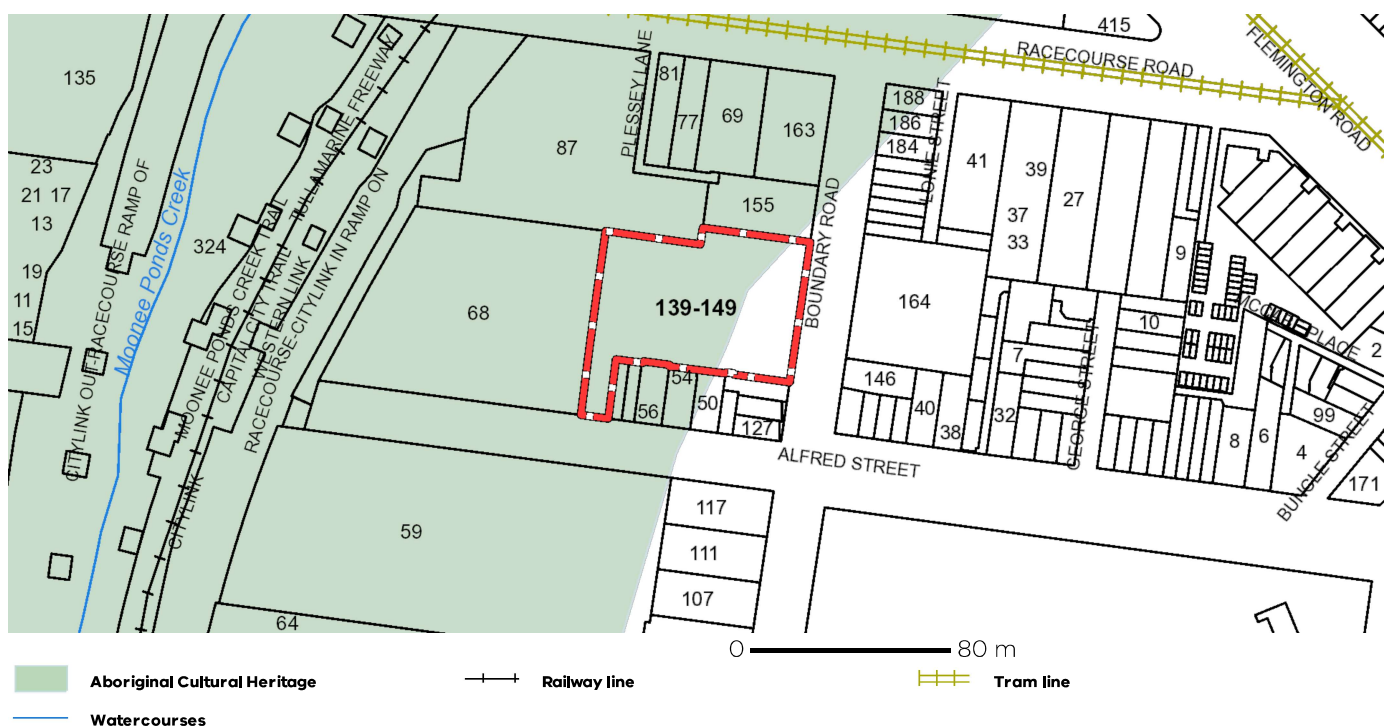 415
RACECOURSE ROAD
FLEMINGTON ROAD
135
PLESSEY LANE
81
77
69
163
87
188
186
184
LONIE STREET
41
39
37
33
27
9
23
21 17
13
19
11
15
CITYLINK OUT-RACECOURSE RAMP OF
Moonee Ponds Creek
324
MOONEE PONDS CREEK TRAIL
CAPITAL CITY TRAIL
TULLAMARINE FREEWAY
WESTERN LINK
RACECOURSE-CITYLINK IN RAMP ON
CITYLINK
155
BOUNDARY ROAD
68
139-149
164
10
2
7
GEORGE STREET
146
40
38
32
54
56
50
127
ALFRED STREET
8
6
4
99
BUNCLE STREET
171
59
117
111
107
64
0 80 m
Aboriginal Cultural Heritage
Railway line
Tram line
Watercourses